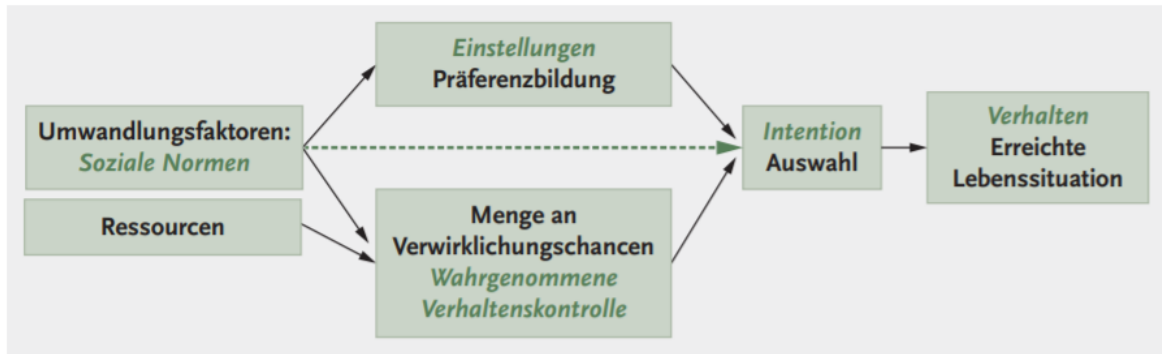 Einstellungen
Präferenzbildung
Umwandlungsfaktoren:
Soziale Normen
Ressourcen
Menge an
Verwirklichungschancen
Wahrgenommene
Verhaltenskontrolle
Intention
Auswahl
Verhalten
Erreichte
Lebenssituation